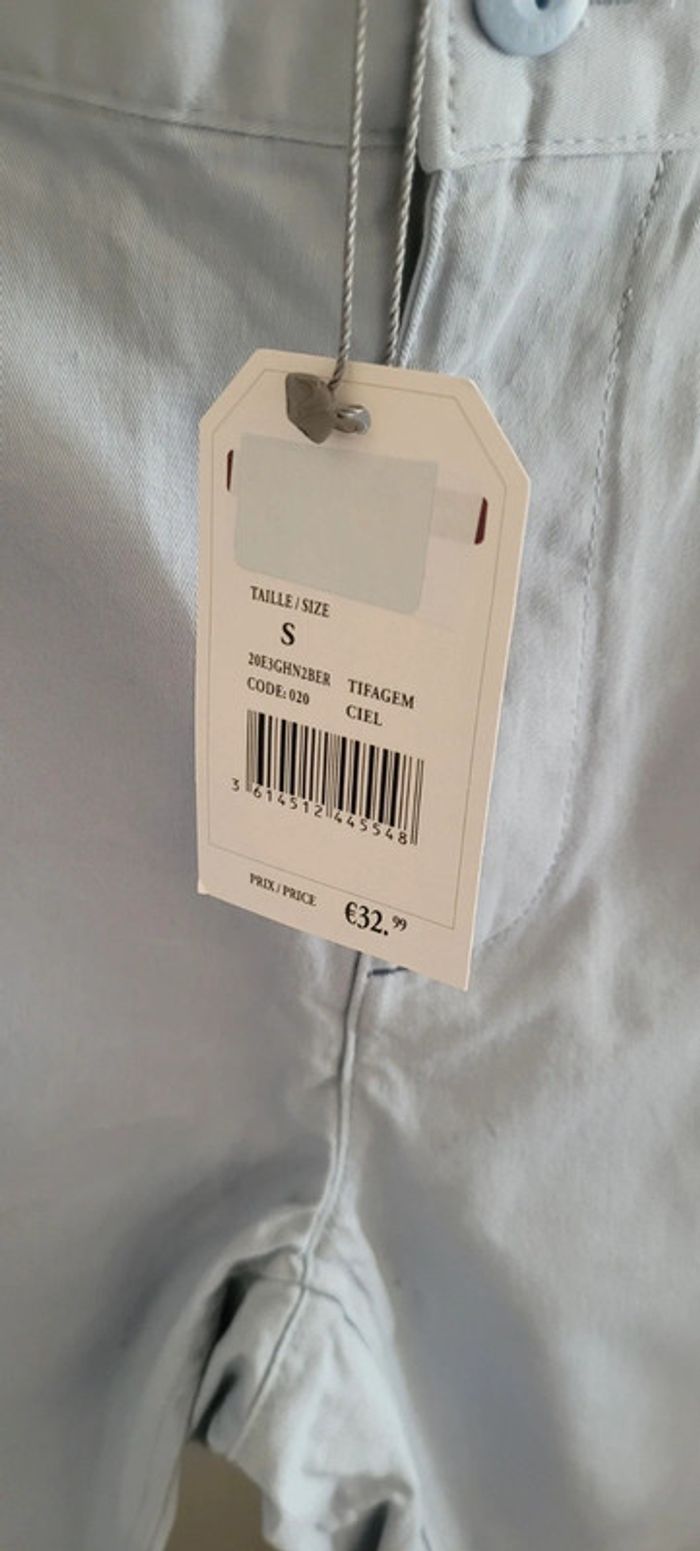 TAILLE / SIZE
S
20E3GHN2BER TIFAGEM
CODE: 020 CIEL
3 614512 445548
PRIX / PRICE €32.99